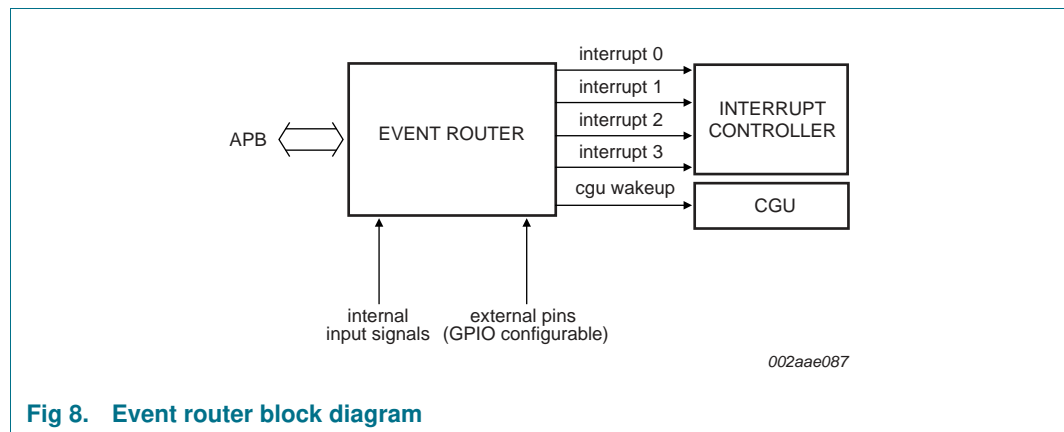 interrupt 0
interrupt 1
interrupt 2
interrupt 3
cgu wakeup
APB
EVENT ROUTER
INTERRUPT
CONTROLLER
CGU
internal
input signals
external pins
(GPIO configurable)
002aae087
Fig 8. Event router block diagram